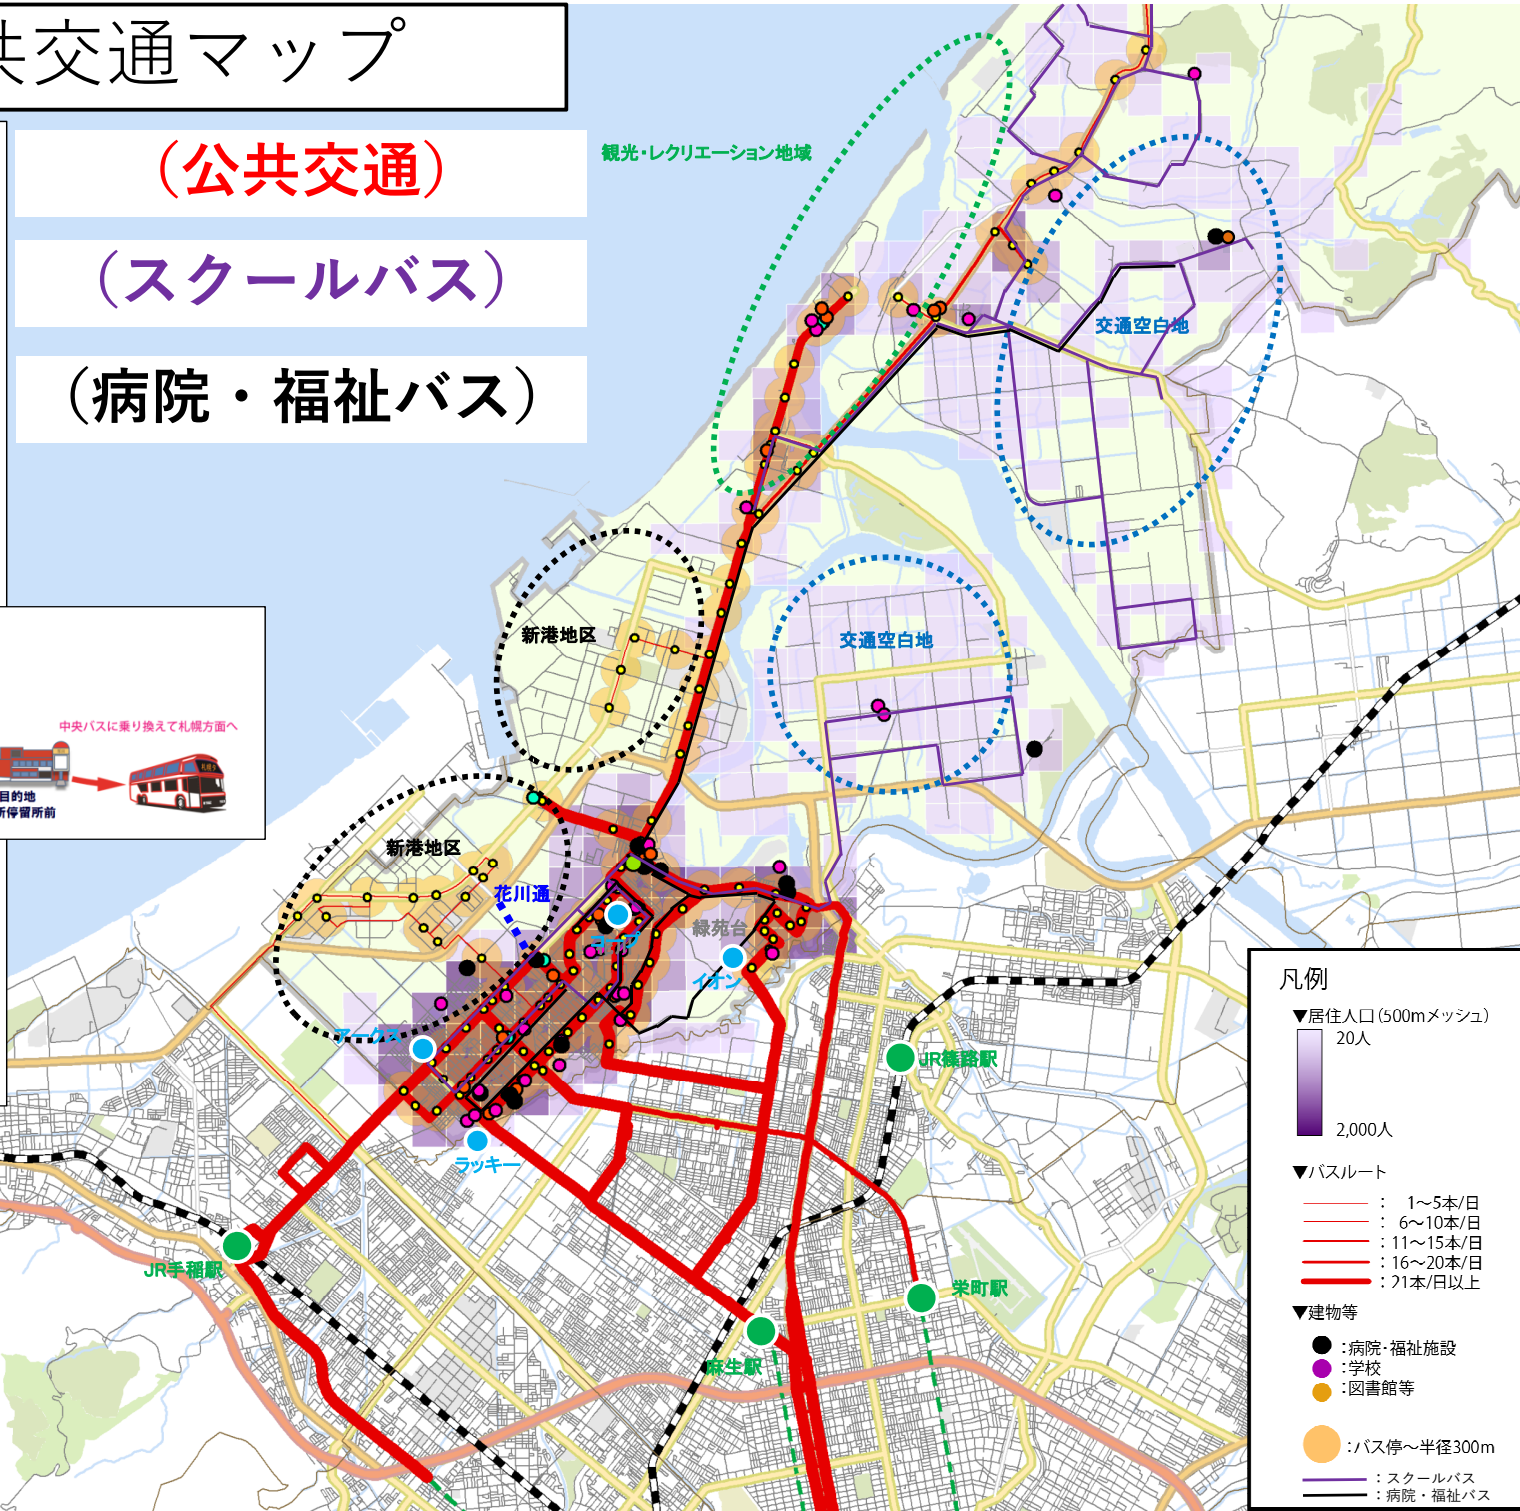 共交通マップ
（公共交通）
（スクールバス）
（病院・福祉バス）
観光・レクリエーション地域
交通空白地
交通空白地
新港地区
新港地区
中央バスに乗り換えて札幌方面へ
目的地
所停留所前
花川通
緑苑台
コープ
イオン
アークス
ラッキー
JR篠路駅
JR手稲駅
栄町駅
麻生駅
凡例
▼居住人口（500mメッシュ）
20人
2,000人
▼バスルート
： 1～5本/日
： 6～10本/日
：11～15本/日
：16～20本/日
：21本/日以上
▼建物等
：病院・福祉施設
：学校
：図書館等
：バス停～半径300m
：スクールバス
：病院・福祉バス